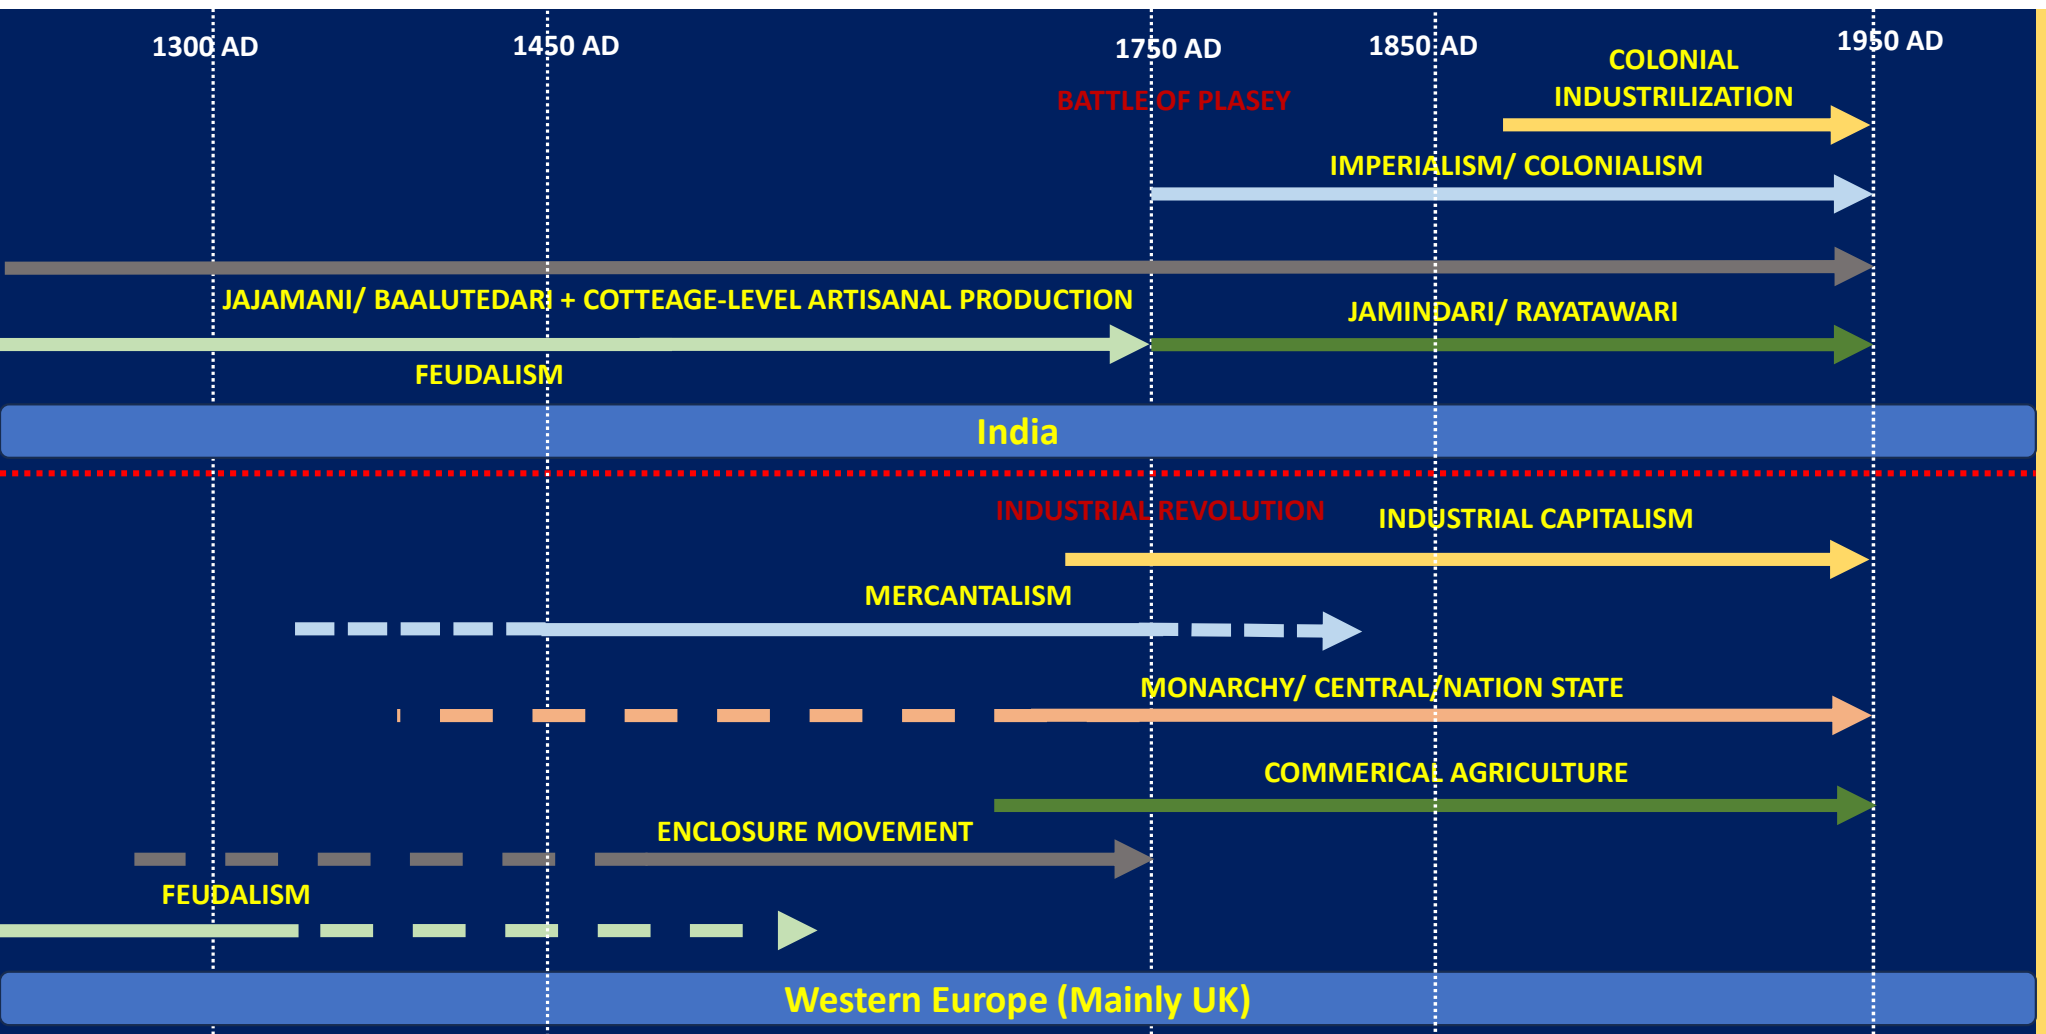 1300 AD
1450 AD
1750 AD
1850 AD
1950 AD
COLONIAL
INDUSTRILIZATION
BATTLE OF PLASEY
IMPERIALISM/ COLONIALISM
JAJAMANI/ BAALUTEDARI + COTTEAGE-LEVEL ARTISANAL PRODUCTION
JAMINDARI/ RAYATAWARI
FEUDALISM
India
INDUSTRIAL REVOLUTION
INDUSTRIAL CAPITALISM
MERCANTALISM
MONARCHY/ CENTRAL/NATION STATE
COMMERICAL AGRICULTURE
ENCLOSURE MOVEMENT
FEUDALISM
Western Europe (Mainly UK)